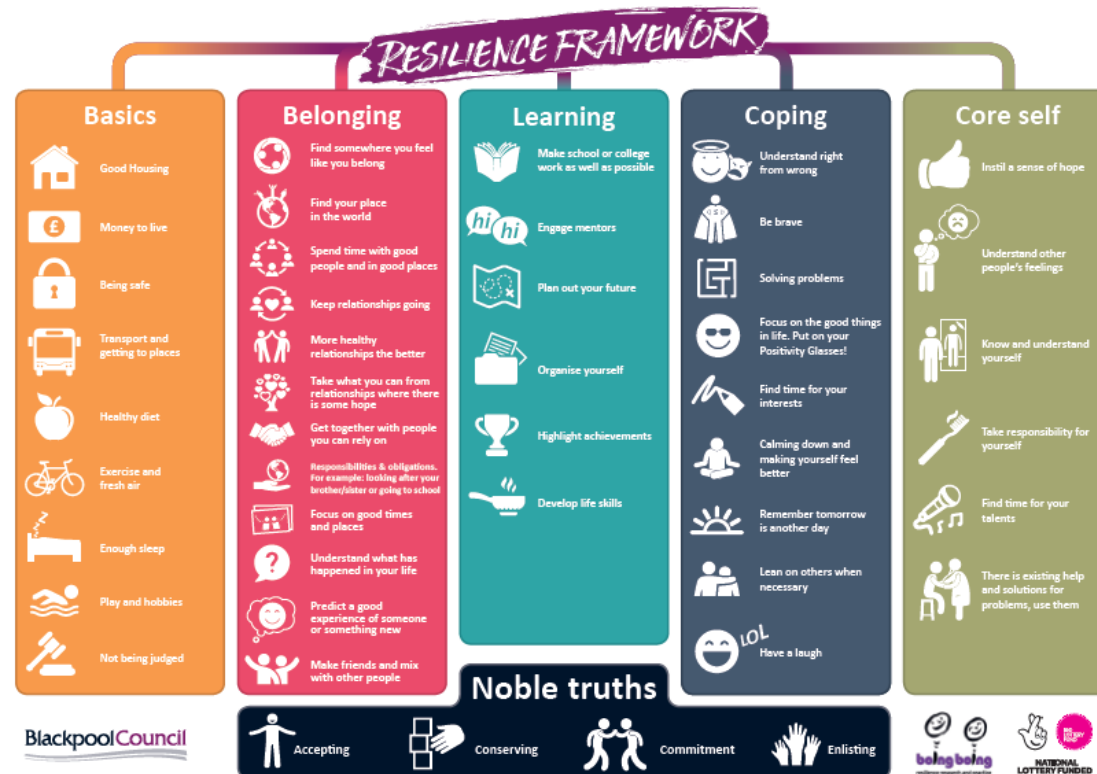 RESILIENCE FRAMEWORK
Basics
Good Housing
£
Money to live
Being safe
Transport and
getting to places
Healthy diet
Exercise and
fresh air
z
z
z
Enough sleep
Play and hobbies
Not being judged
Belonging
Find somewhere you feel
like you belong
Find your place
in the world
Spend time with good
people and in good places
Keep relationships going
More healthy
relationships the better
Take what you can from
relationships where there
is some hope
Get together with people
you can rely on
Responsibilities & obligations.
For example: looking after your
brother/sister or going to school
Focus on good times
and places
?
Understand what has
happened in your life
Predict a good
experience of someone
or something new
Make friends and mix
with other people
Learning
Make school or college
work as well as possible
hi
hi
Engage mentors
Plan out your future
Organise yourself
Highlight achievements
Develop life skills
Coping
Understand right
from wrong
Be brave
Solving problems
Focus on the good things
in life. Put on your
Positivity Glasses!
Find time for your
interests
Calming down and
making yourself feel
better
Remember tomorrow
is another day
Lean on others when
necessary
LOL
Have a laugh
Core self
Instil a sense of hope
Understand other
people's feelings
Know and understand
yourself
Take responsibility for
yourself
Find time for your
talents
There is existing help
and solutions for
problems, use them
Noble truths
Accepting
Conserving
Commitment
Enlisting
BlackpoolCouncil
boingboing
BIG
LOTTERY
FUND
NATIONAL
LOTTERY FUNDED